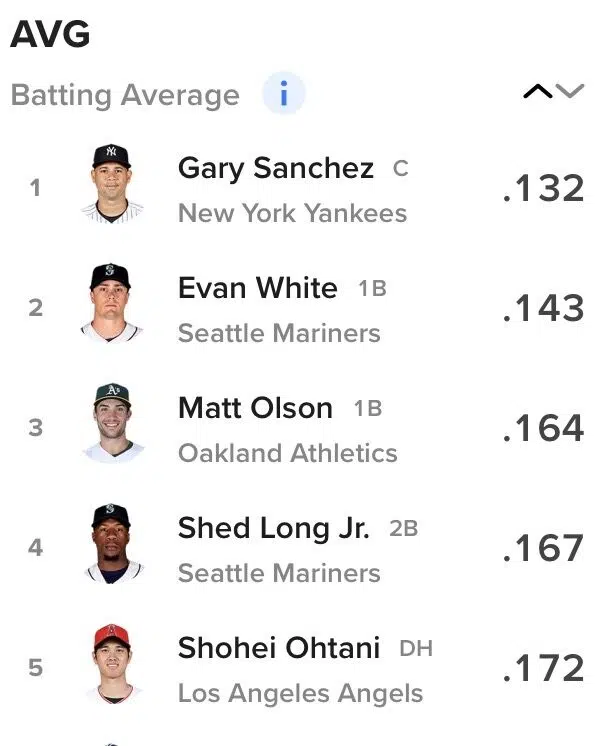 AVG
Batting Average i
1 Gary Sanchez C .132
New York Yankees
2 Evan White 1B .143
Seattle Mariners
3 Matt Olson 1B .164
Oakland Athletics
4 Shed Long Jr. 2B .167
Seattle Mariners
5 Shohei Ohtani DH .172
Los Angeles Angels